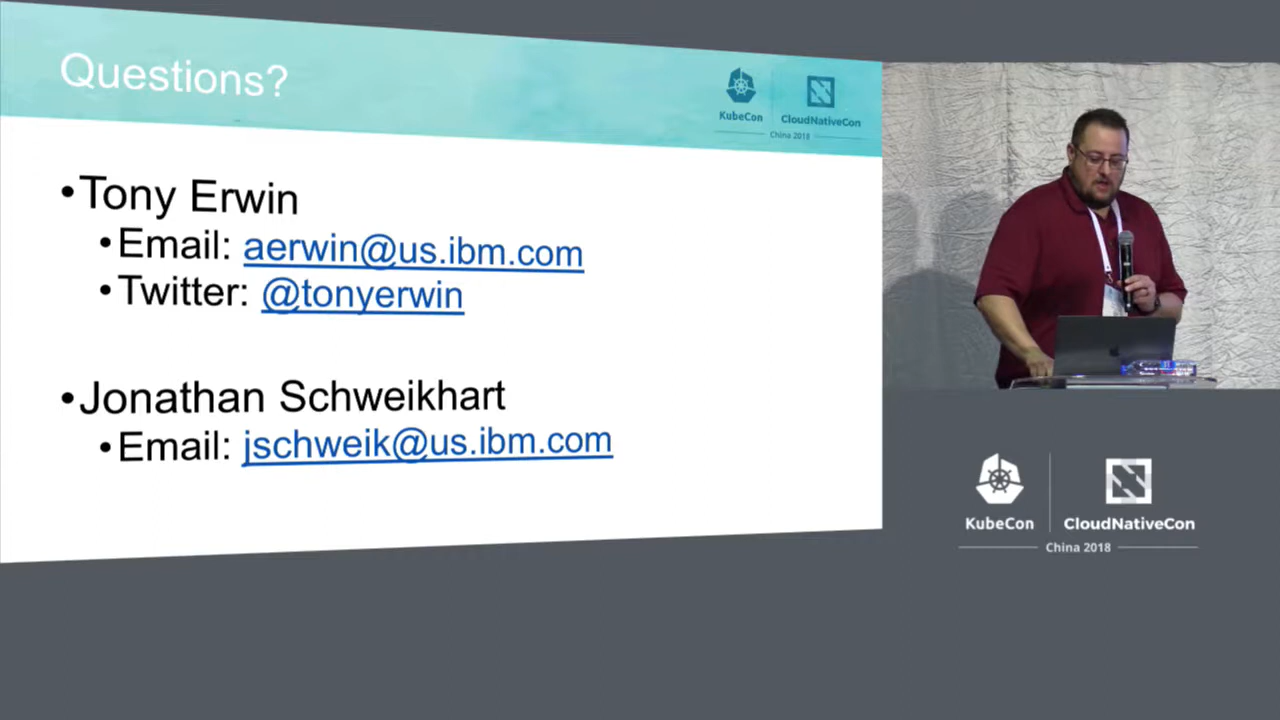 Questions?
KubeCon
CloudNativeCon
China 2018
•Tony Erwin
•Email: aerwin@us.ibm.com
•Twitter: @tonyerwin
•Jonathan Schweikhart
•Email: jschweik@us.ibm.com
KubeCon
CloudNativeCon
China 2018